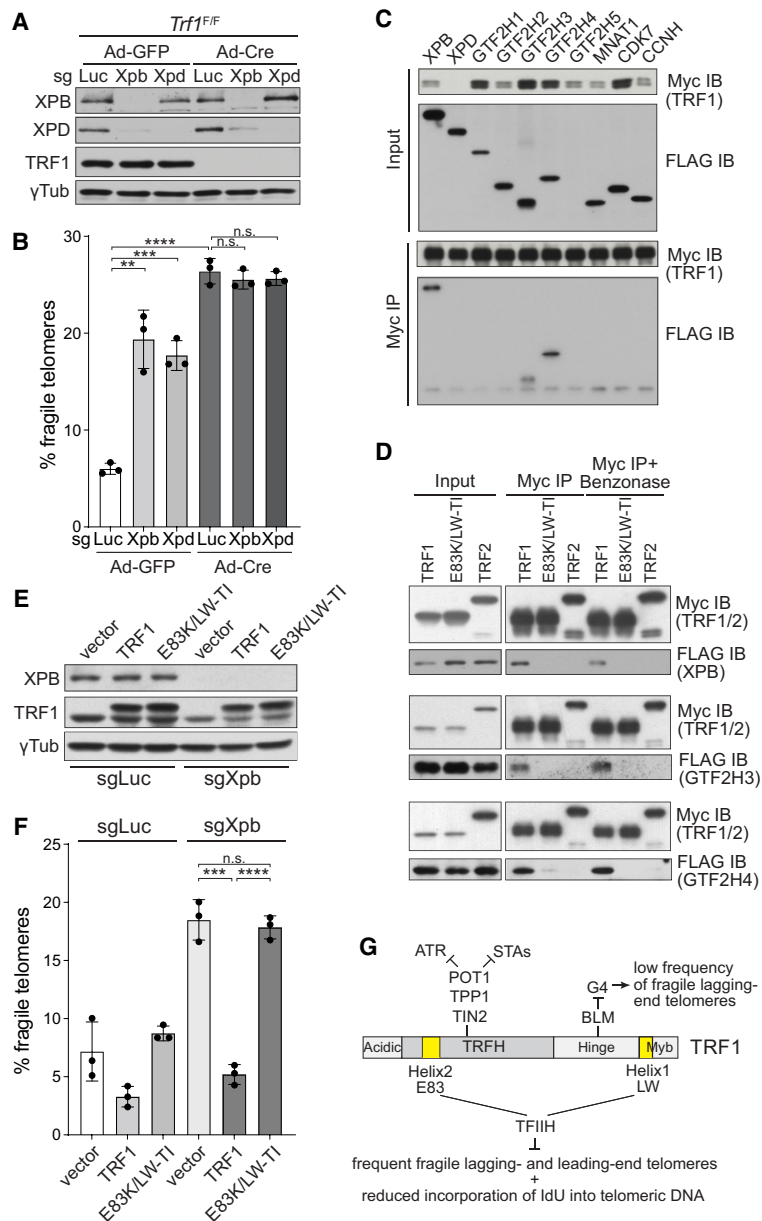 A
Trf1F/F
Ad-GFP Ad-Cre
sg Luc Xpb Xpd Luc Xpb Xpd
XPB
XPD
TRF1
γTub
B
% fragile telomeres
30
20
10
0
**
***
****
n.s.
n.s.
sg Luc Xpb Xpd Luc Xpb Xpd
Ad-GFP Ad-Cre
C
XPB XPD GTF2H1 GTF2H2 GTF2H3 GTF2H4 GTF2H5 MNAT1 CDK7 CCNH
Input
Myc IB
(TRF1)
FLAG IB
Myc IP
Myc IB
(TRF1)
FLAG IB
D
Input Myc IP Myc IP+
Benzonase
TRF1 E83K/LW-TI TRF2 TRF1 E83K/LW-TI TRF2 TRF1 E83K/LW-TI TRF2
Myc IB
(TRF1/2)
FLAG IB
(XPB)
Myc IB
(TRF1/2)
FLAG IB
(GTF2H3)
Myc IB
(TRF1/2)
FLAG IB
(GTF2H4)
E
vector TRF1 E83K/LW-TI vector TRF1 E83K/LW-TI
XPB
TRF1
γTub
sgLuc sgXpb
F
sgLuc sgXpb
% fragile telomeres
25
20
15
10
5
0
n.s.
*** ****
vector TRF1 E83K/LW-TI vector TRF1 E83K/LW-TI
G
ATR STAs
POT1
TPP1
TIN2
G4
low frequency
of fragile lagging-
end telomeres
BLM
Acidic TRFH Hinge Myb TRF1
Helix2
E83
Helix1
LW
TFIIH
frequent fragile lagging- and leading-end telomeres
+
reduced incorporation of IdU into telomeric DNA